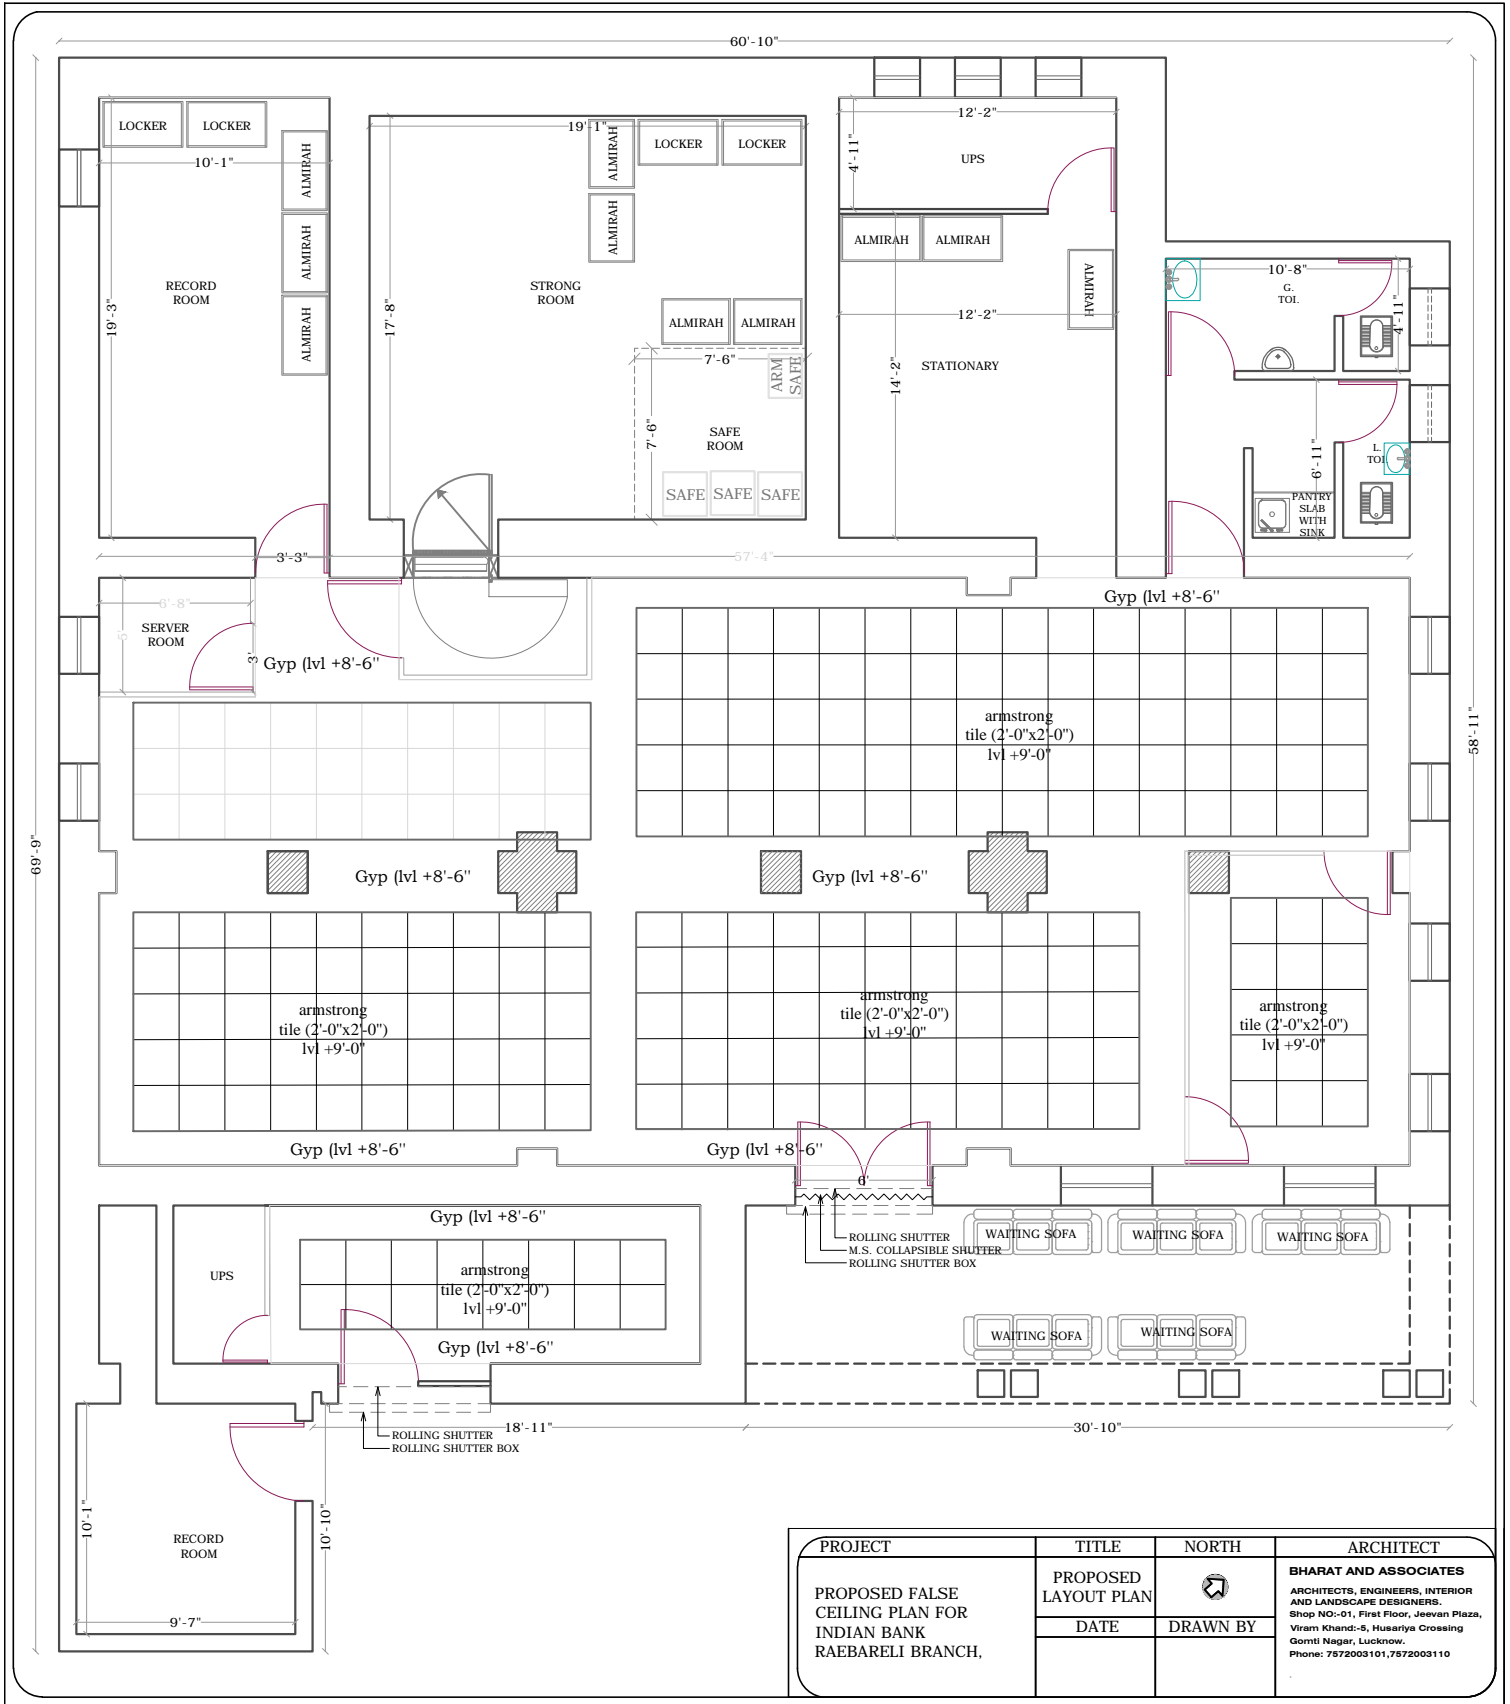 60'-10"
LOCKER
LOCKER
10'-1"
ALMIRAH
ALMIRAH
ALMIRAH
RECORD
ROOM
19'-3"
19'-1"
ALMIRAH
ALMIRAH
LOCKER
LOCKER
STRONG
ROOM
17'-8"
ALMIRAH
ALMIRAH
7'-6"
ARM
SAFE
7'-6"
SAFE
ROOM
SAFE
SAFE
SAFE
12'-2"
4'-11"
UPS
ALMIRAH
ALMIRAH
ALMIRAH
12'-2"
14'-2"
STATIONARY
10'-8"
G.
TOI.
4'-11"
6'-11"
L.
TOI.
PANTRY
SLAB
WITH
SINK
3'-3"
57'-4"
6'-8"
5'
SERVER
ROOM
3'
Gyp (lvl +8'-6"
Gyp (lvl +8'-6"
armstrong
tile (2'-0"x2'-0")
lvl +9'-0"
69'-9"
58'-11"
Gyp (lvl +8'-6"
Gyp (lvl +8'-6"
armstrong
tile (2'-0"x2'-0")
lvl +9'-0"
armstrong
tile (2'-0"x2'-0")
lvl +9'-0"
armstrong
tile (2'-0"x2'-0")
lvl +9'-0"
Gyp (lvl +8'-6"
Gyp (lvl +8'-6"
6'
Gyp (lvl +8'-6"
UPS
armstrong
tile (2'-0"x2'-0")
lvl +9'-0"
Gyp (lvl +8'-6"
ROLLING SHUTTER
M.S. COLLAPSIBLE SHUTTER
ROLLING SHUTTER BOX
WAITING SOFA
WAITING SOFA
WAITING SOFA
WAITING SOFA
WAITING SOFA
ROLLING SHUTTER
ROLLING SHUTTER BOX
18'-11"
30'-10"
10'-1"
10'-10"
RECORD
ROOM
9'-7"
PROJECT
PROPOSED FALSE
CEILING PLAN FOR
INDIAN BANK
RAEBARELI BRANCH,
TITLE
PROPOSED
LAYOUT PLAN
NORTH
DATE
DRAWN BY
ARCHITECT
BHARAT AND ASSOCIATES
ARCHITECTS, ENGINEERS, INTERIOR
AND LANDSCAPE DESIGNERS.
Shop NO:-01, First Floor, Jeevan Plaza,
Viram Khand:-5, Husariya Crossing
Gomti Nagar, Lucknow.
Phone: 7572003101,7572003110